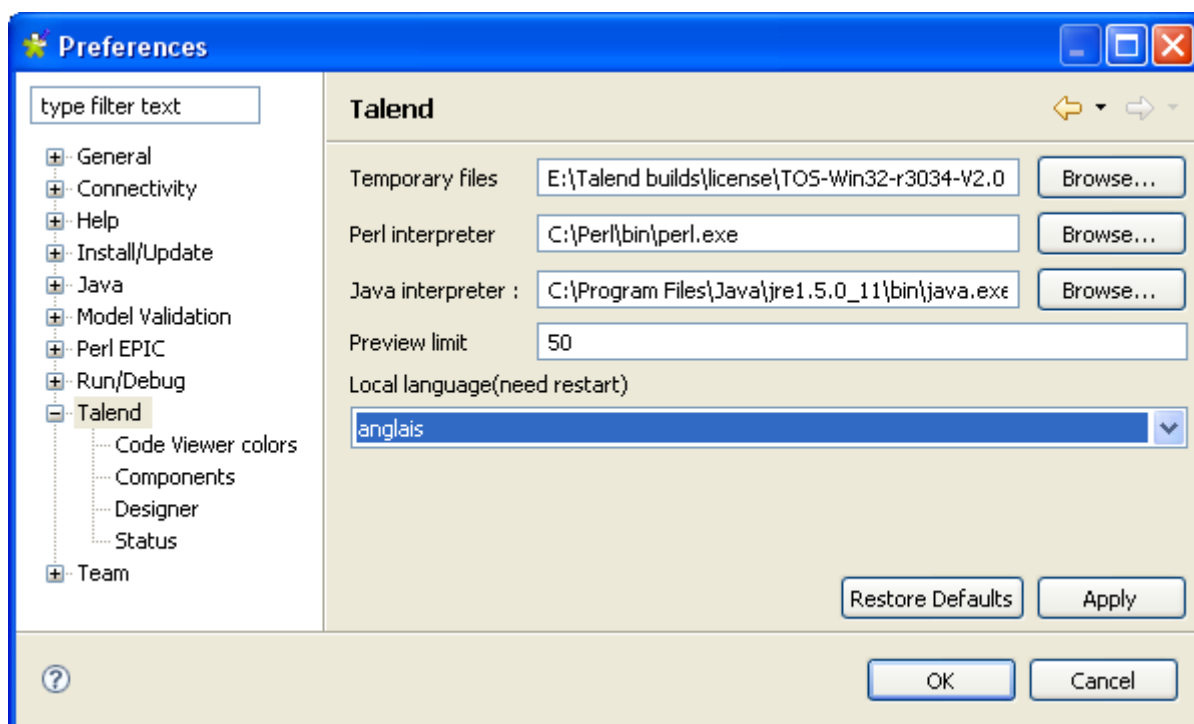 Preferences
type filter text
General
Connectivity
Help
Install/Update
Java
Model Validation
Perl EPIC
Run/Debug
Talend
Code Viewer colors
Components
Designer
Status
Team
Talend
Temporary files E:\Talend builds\license\TOS-Win32-r3034-V2.0 Browse...
Perl interpreter C:\Perl\bin\perl.exe Browse...
Java interpreter : C:\Program Files\Java\jre1.5.0_11\bin\java.exe Browse...
Preview limit 50
Local language(need restart)
anglais
Restore Defaults Apply
OK Cancel